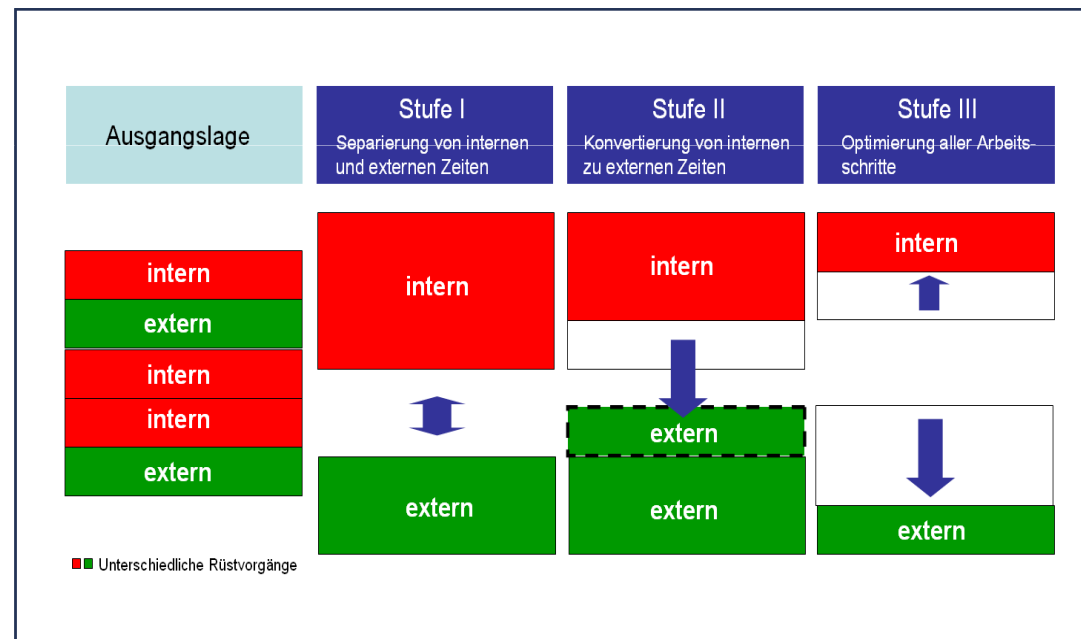 Ausgangslage
Stufe I
Separierung von internen
und externen Zeiten
Stufe II
Konvertierung von internen
zu externen Zeiten
Stufe III
Optimierung aller Arbeits-
schritte
intern
extern
intern
intern
extern
intern
extern
intern
extern
extern
intern
extern
Unterschiedliche Rüstvorgänge